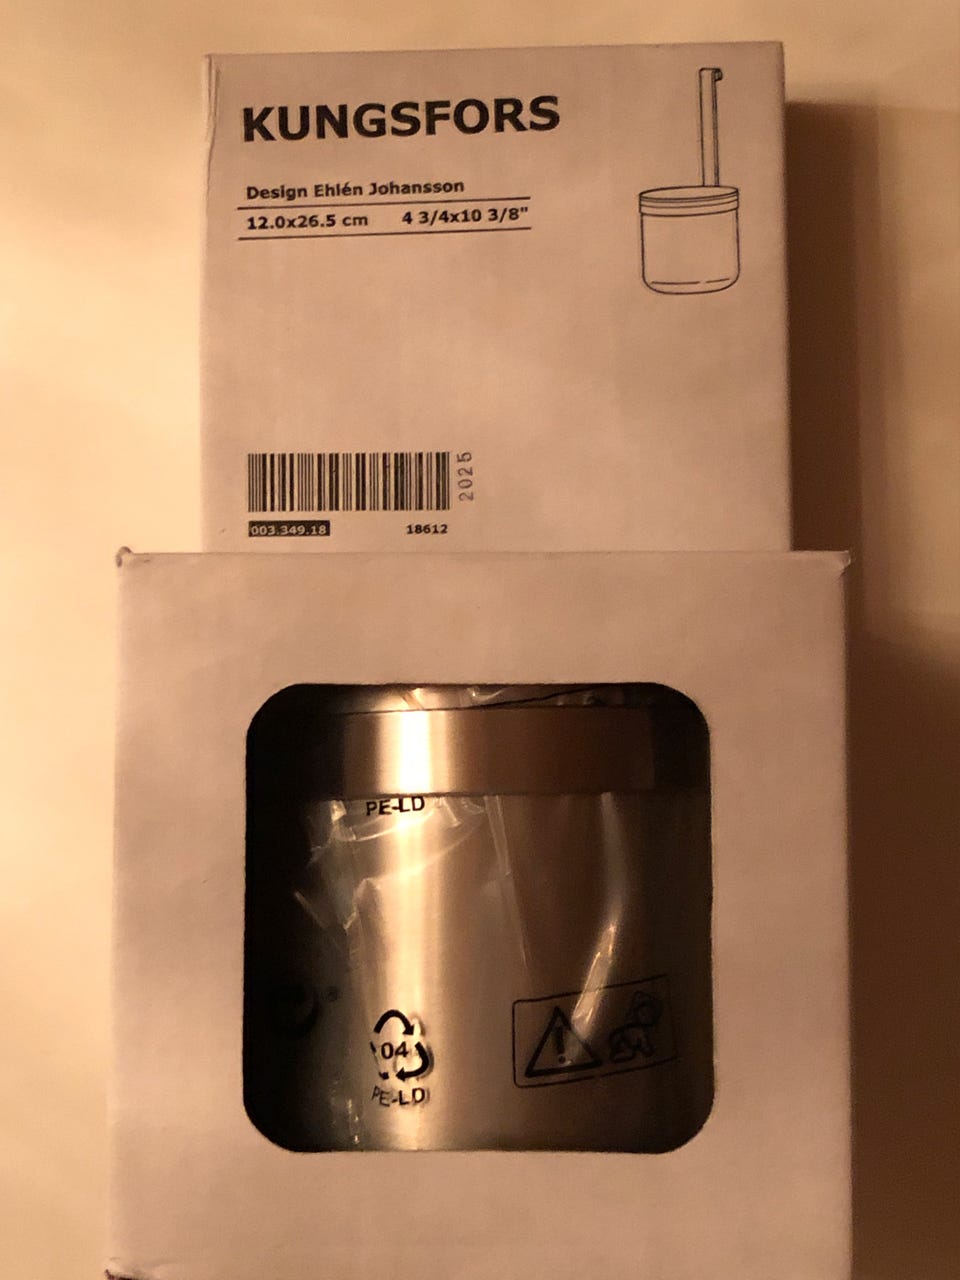 KUNGSFORS
Design Ehlén Johansson
12.0x26.5 cm 4 3/4x10 3/8"
2025
003.349.18 18612
PE-LD
®
04
PE-LD